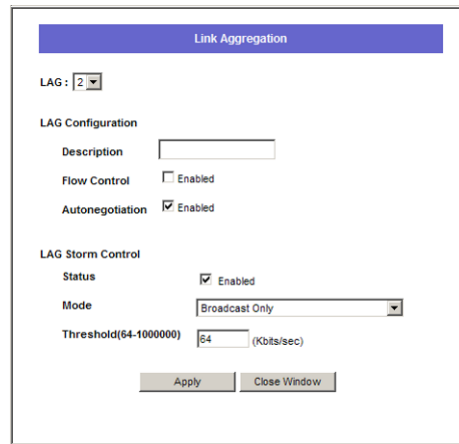 Link Aggregation
LAG : 2
LAG Configuration
Description
Flow Control Enabled
Autonegotiation Enabled
LAG Storm Control
Status Enabled
Mode Broadcast Only
Threshold(64-1000000) 64 (Kbits/sec)
Apply Close Window